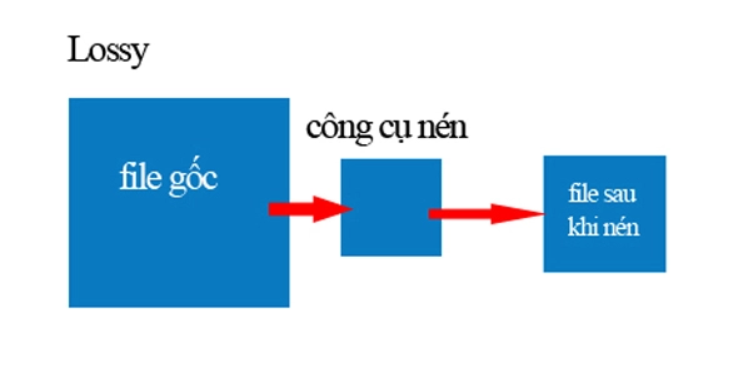 Lossy
công cụ nén
file gốc
file sau
khi nén